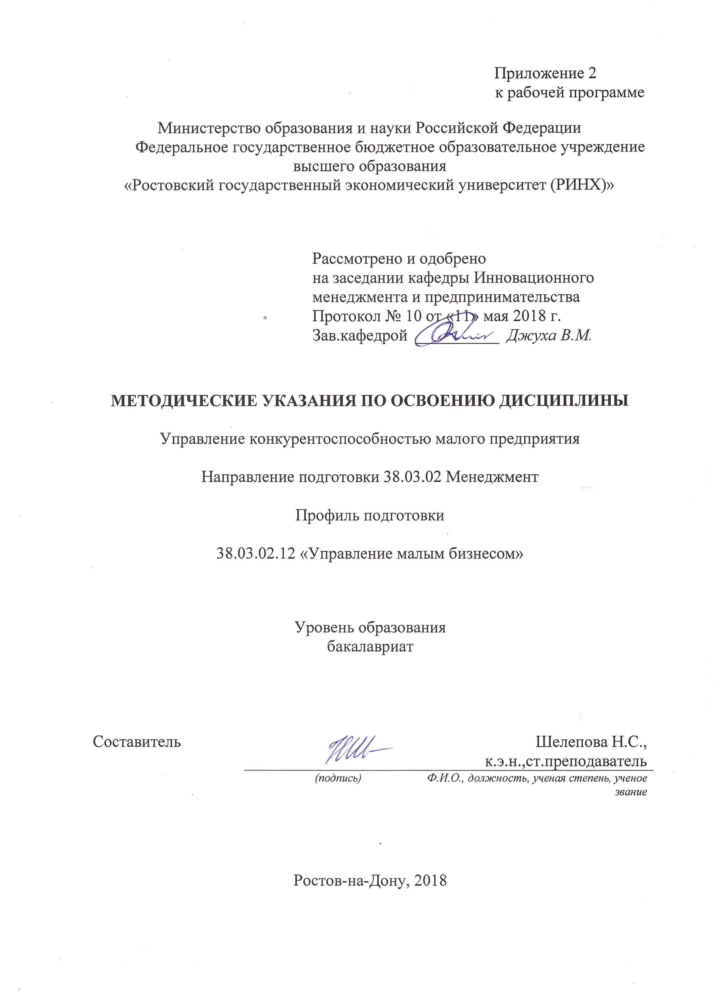 Приложение 2
к рабочей программе
Министерство образования и науки Российской Федерации
Федеральное государственное бюджетное образовательное учреждение
высшего образования
«Ростовский государственный экономический университет (РИНХ)»
Рассмотрено и одобрено
на заседании кафедры Инновационного
менеджмента и предпринимательства
Протокол № 10 от «11» мая 2018 г.
Зав.кафедрой __________ Джуха В.М.
МЕТОДИЧЕСКИЕ УКАЗАНИЯ ПО ОСВОЕНИЮ ДИСЦИПЛИНЫ
Управление конкурентоспособностью малого предприятия
Направление подготовки 38.03.02 Менеджмент
Профиль подготовки
38.03.02.12 «Управление малым бизнесом»
Уровень образования
бакалавриат
Составитель Шелепова Н.С.,
к.э.н.,ст.преподаватель
(подпись) Ф.И.О., должность, ученая степень, ученое
звание
Ростов-на-Дону, 2018